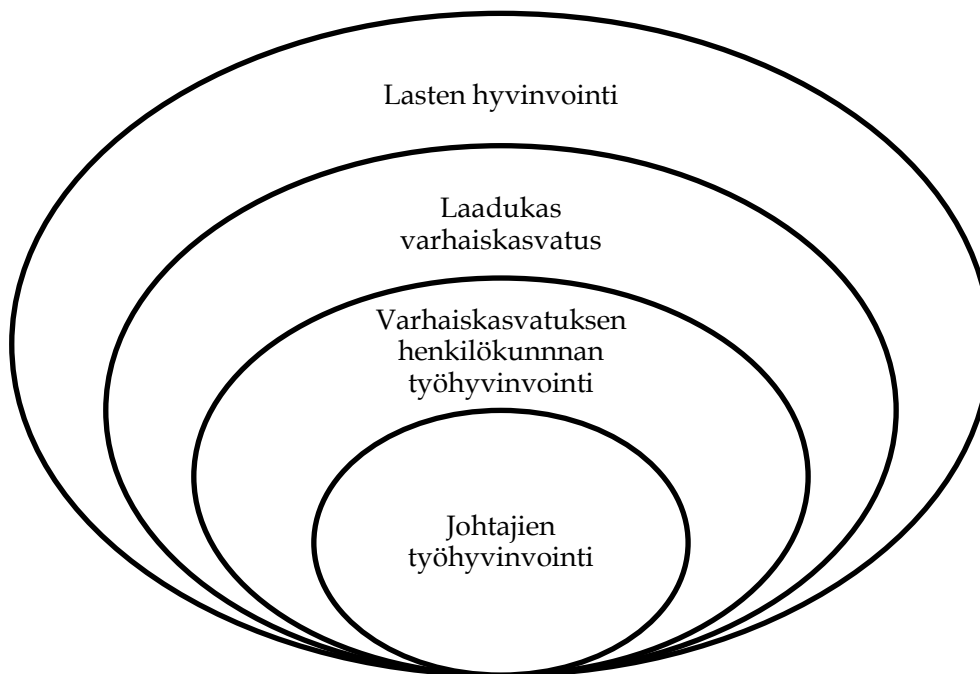 Lasten hyvinvointi
Laadukas
varhaiskasvatus
Varhaiskasvatuksen
henkilökunnnan
työhyvinvointi
Johtajien
työhyvinvointi